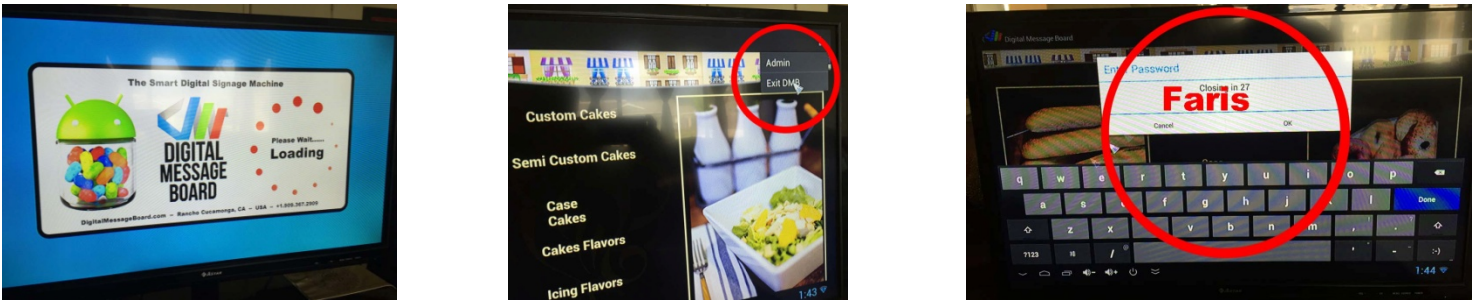 The Smart Digital Signage Machine
DIGITAL
MESSAGE
BOARD
Please Wait......
Loading
DigitalMessageBoard.com – Rancho Cucamonga, CA – USA – +1.909.367.2509
Admin
Exit DMB
Custom Cakes
Semi Custom Cakes
Case
Cakes
Cakes Flavors
Icing Flavors
1:43
Digital Message Board
Enter Password
Closing in 27
Faris
Cancel OK
q w e r t y u i o p
a s f g h j l Done
z x v b n m
?123 /
:-)
1:44